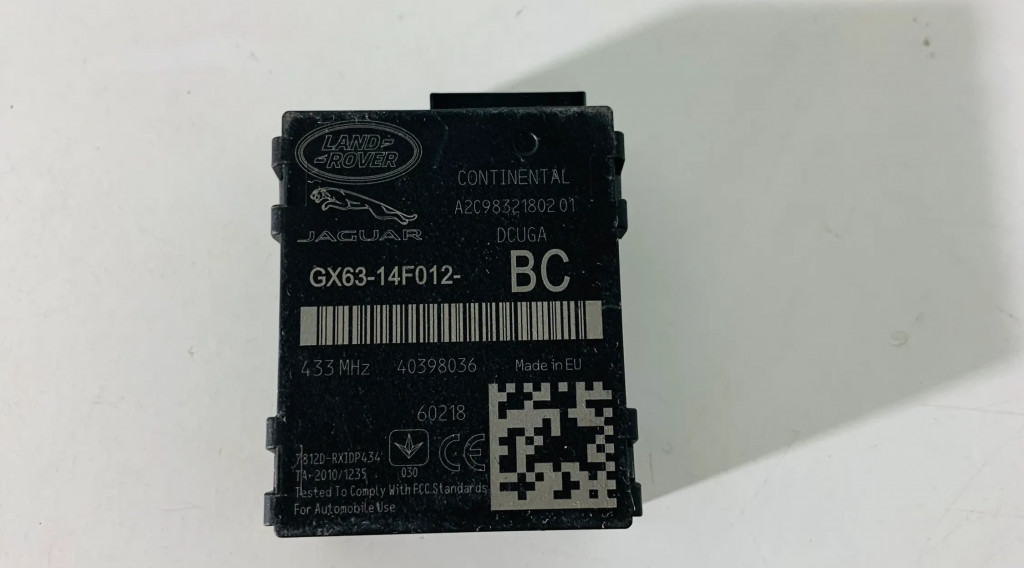 LAND-
-ROVER
CONTINENTAL
A2C98321802 01
JAGUAR
DCUGA
GX63-14F012- BC
433 MHz 40398036 Made in EU
60218
7812D-RXIDP434
TA-2010/1235
030
CE
Tested To Comply With FCC Standards
For Automobile Use